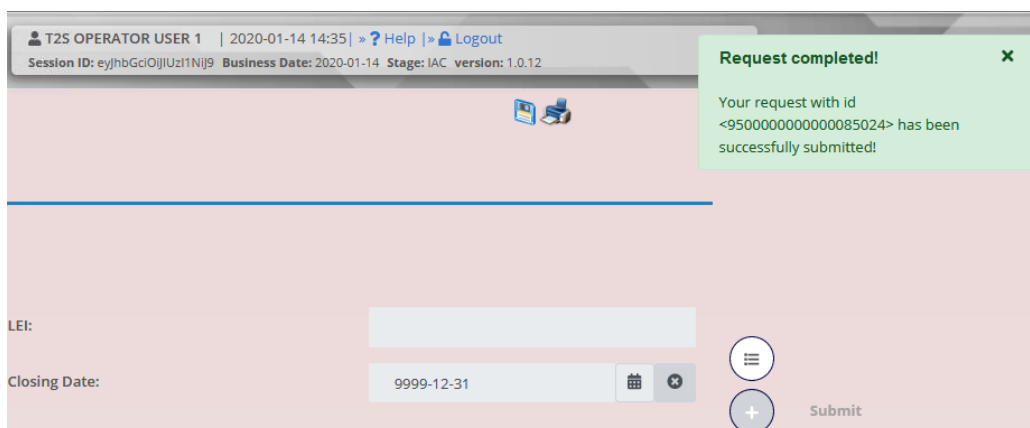 T2S OPERATOR USER 1 | 2020-01-14 14:35| » ? Help |» Logout
Session ID: eyJhbGciOiJIUzI1NiJ9 Business Date: 2020-01-14 Stage: IAC version: 1.0.12
Request completed!
Your request with id
<9500000000000085024> has been
successfully submitted!
LEI:
Closing Date: 9999-12-31
Submit